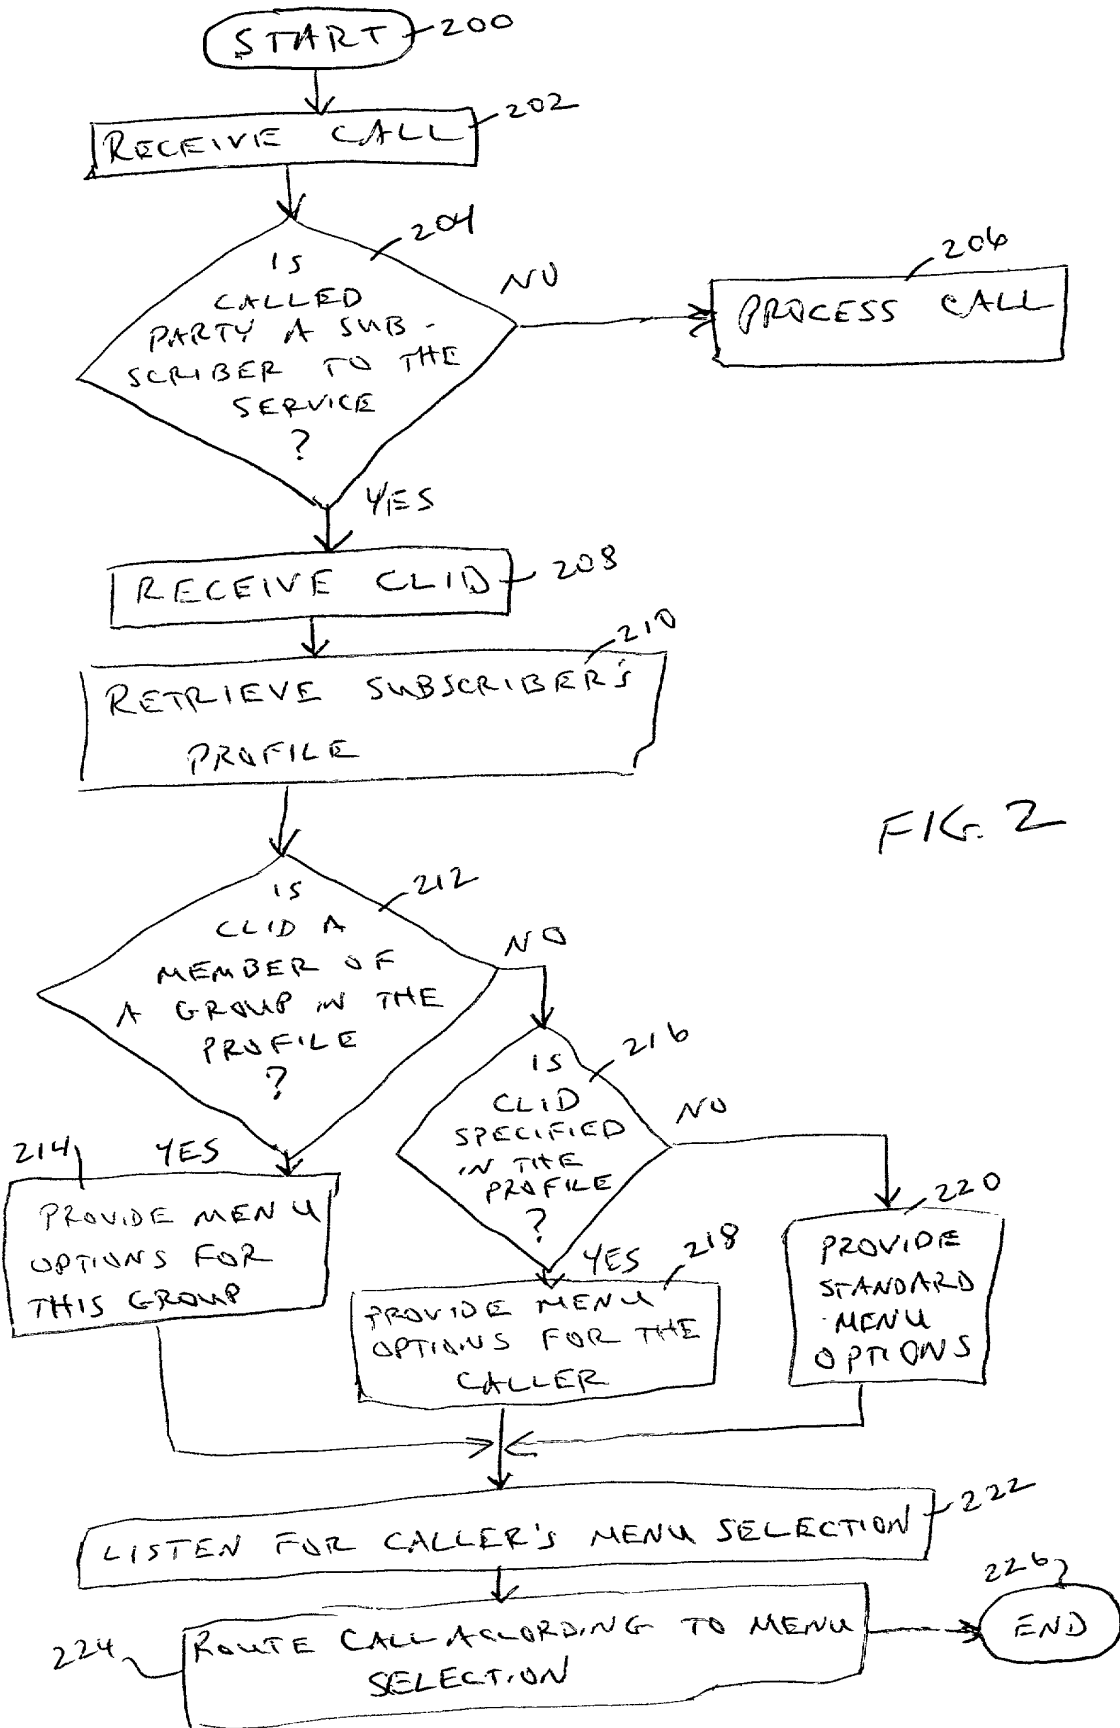 START
200
RECEIVE CALL
202
204
IS
CALLED
PARTY A SUB-
SCRIBER TO THE
SERVICE
?
NO
206
PROCESS CALL
YES
RECEIVE CLID
208
210
RETRIEVE SUBSCRIBER'S
PROFILE
FIG. 2
212
IS
CLID A
MEMBER OF
A GROUP IN THE
PROFILE
?
NO
216
IS
CLID
SPECIFIED
IN THE
PROFILE
?
NO
214
YES
PROVIDE MENU
OPTIONS FOR
THIS GROUP
YES
218
PROVIDE MENU
OPTIONS FOR THE
CALLER
220
PROVIDE
STANDARD
MENU
OPTIONS
222
LISTEN FOR CALLER'S MENU SELECTION
224
ROUTE CALL ACCORDING TO MENU
SELECTION
226
END